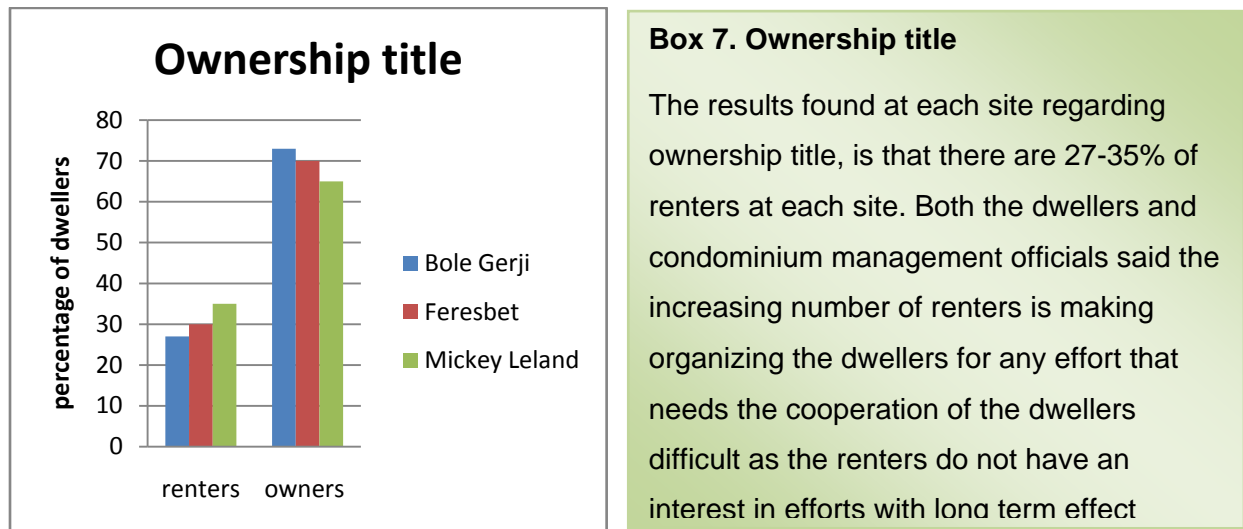 Ownership title
percentage of dwellers
80
70
60
50
40
30
20
10
0
renters owners
Bole Gerji
Feresbet
Mickey Leland
Box 7. Ownership title
The results found at each site regarding
ownership title, is that there are 27-35% of
renters at each site. Both the dwellers and
condominium management officials said the
increasing number of renters is making
organizing the dwellers for any effort that
needs the cooperation of the dwellers
difficult as the renters do not have an
interest in efforts with long term effect